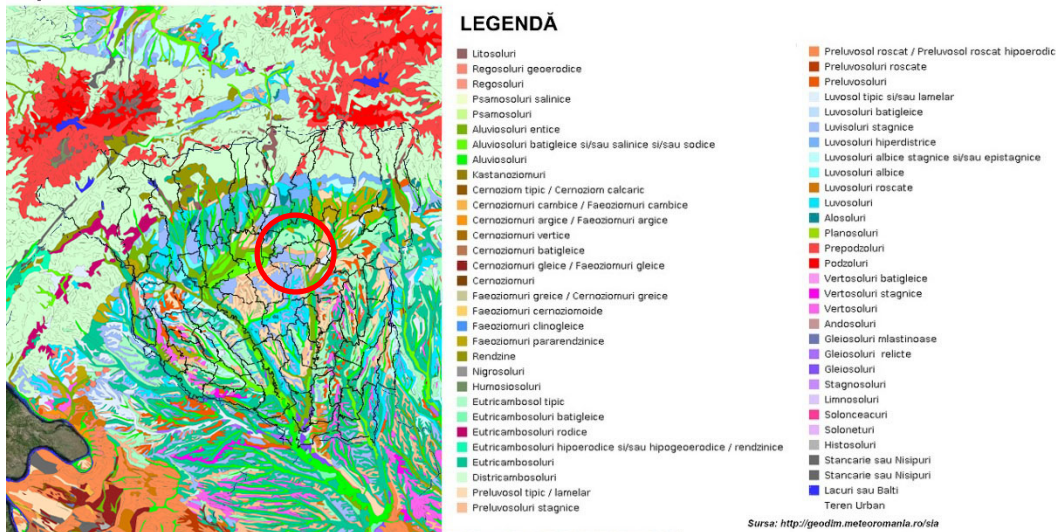 LEGENDĂ
Litosoluri
Regosoluri geoerodice
Regosoluri
Psamosoluri salinice
Psamosoluri
Aluviosoluri entice
Aluviosoluri batigleice si/sau salinice si/sau sodice
Aluviosoluri
Kastanoziomuri
Cernoziom tipic / Cernoziom calcaric
Cernoziomuri cambice / Faeoziomuri cambice
Cernoziomuri argice / Faeoziomuri argice
Cernoziomuri vertice
Cernoziomuri batigleice
Cernoziomuri gleice / Faeoziomuri gleice
Cernoziomuri
Faeoziomuri greice / Cernoziomuri greice
Faeoziomuri cernoziomoide
Faeoziomuri clinogleice
Faeoziomuri pararendzinice
Rendzine
Nigrosoluri
Humosiosoluri
Eutricambosol tipic
Eutricambosoluri batigleice
Eutricambosoluri rodice
Eutricambosoluri hipoerodice si/sau hipogeoerodice / rendzinice
Eutricambosoluri
Districambosoluri
Preluvosol tipic / lamelar
Preluvosoluri stagnice
Preluvosol roscat / Preluvosol roscat hipoerodic
Preluvosoluri roscate
Preluvosoluri
Luvosol tipic si/sau lamelar
Luvosoluri batigleice
Luvisoluri stagnice
Luvosoluri hiperdistrice
Luvosoluri albice stagnice si/sau epistagnice
Luvosoluri albice
Luvosoluri roscate
Luvosoluri
Alosoluri
Planosoluri
Prepodzoluri
Podzoluri
Vertosoluri batigleice
Vertosoluri stagnice
Vertosoluri
Andosoluri
Gleiosoluri mlastinoase
Gleiosoluri relicte
Gleiosoluri
Stagnosoluri
Limnosoluri
Solonceacuri
Soloneturi
Histosoluri
Stancarie sau Nisipuri
Stancarie sau Nisipuri
Lacuri sau Balti
Teren Urban
Sursa: http://geodim.meteoromania.ro/sia